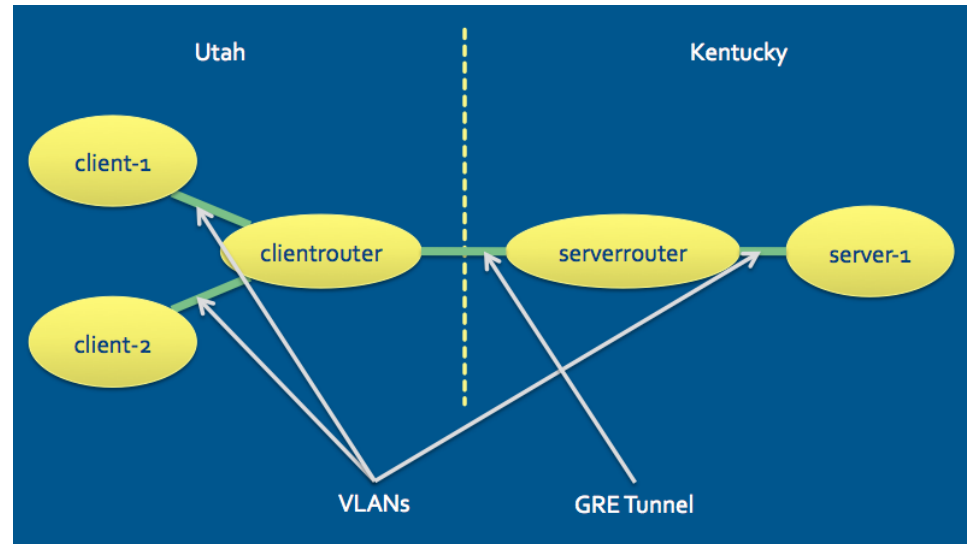 Utah
Kentucky
client-1
clientrouter
serverrouter
server-1
client-2
VLANs
GRE Tunnel